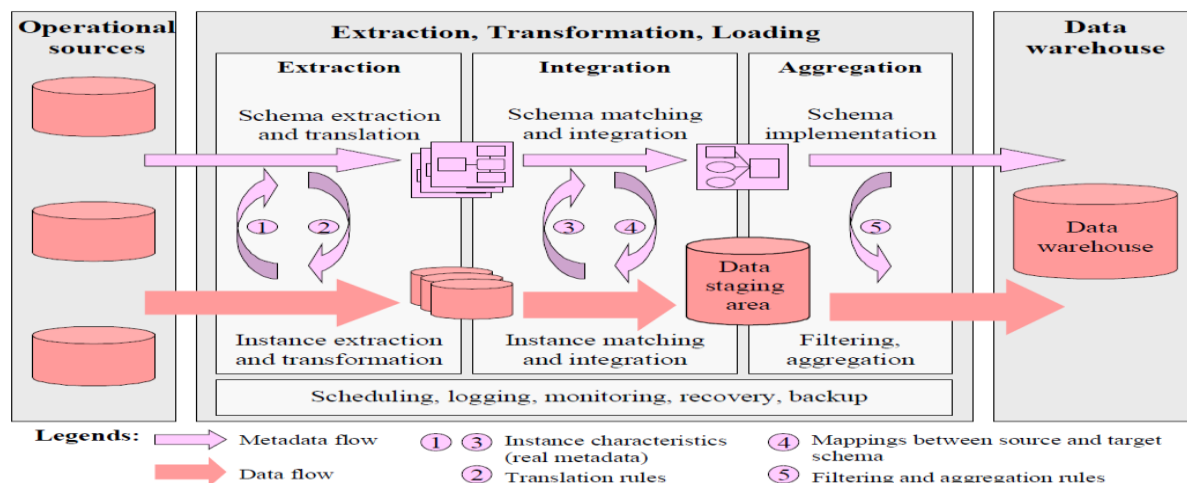 Operational
sources
Extraction, Transformation, Loading
Data
warehouse
Extraction
Integration
Aggregation
Schema extraction
and translation
Schema matching
and integration
Schema
implementation
1
2
3
4
5
Data
warehouse
Data
staging
area
Instance extraction
and transformation
Instance matching
and integration
Filtering,
aggregation
Scheduling, logging, monitoring, recovery, backup
Legends:
Metadata flow
Data flow
1 3 Instance characteristics
(real metadata)
2 Translation rules
4 Mappings between source and target
schema
5 Filtering and aggregation rules